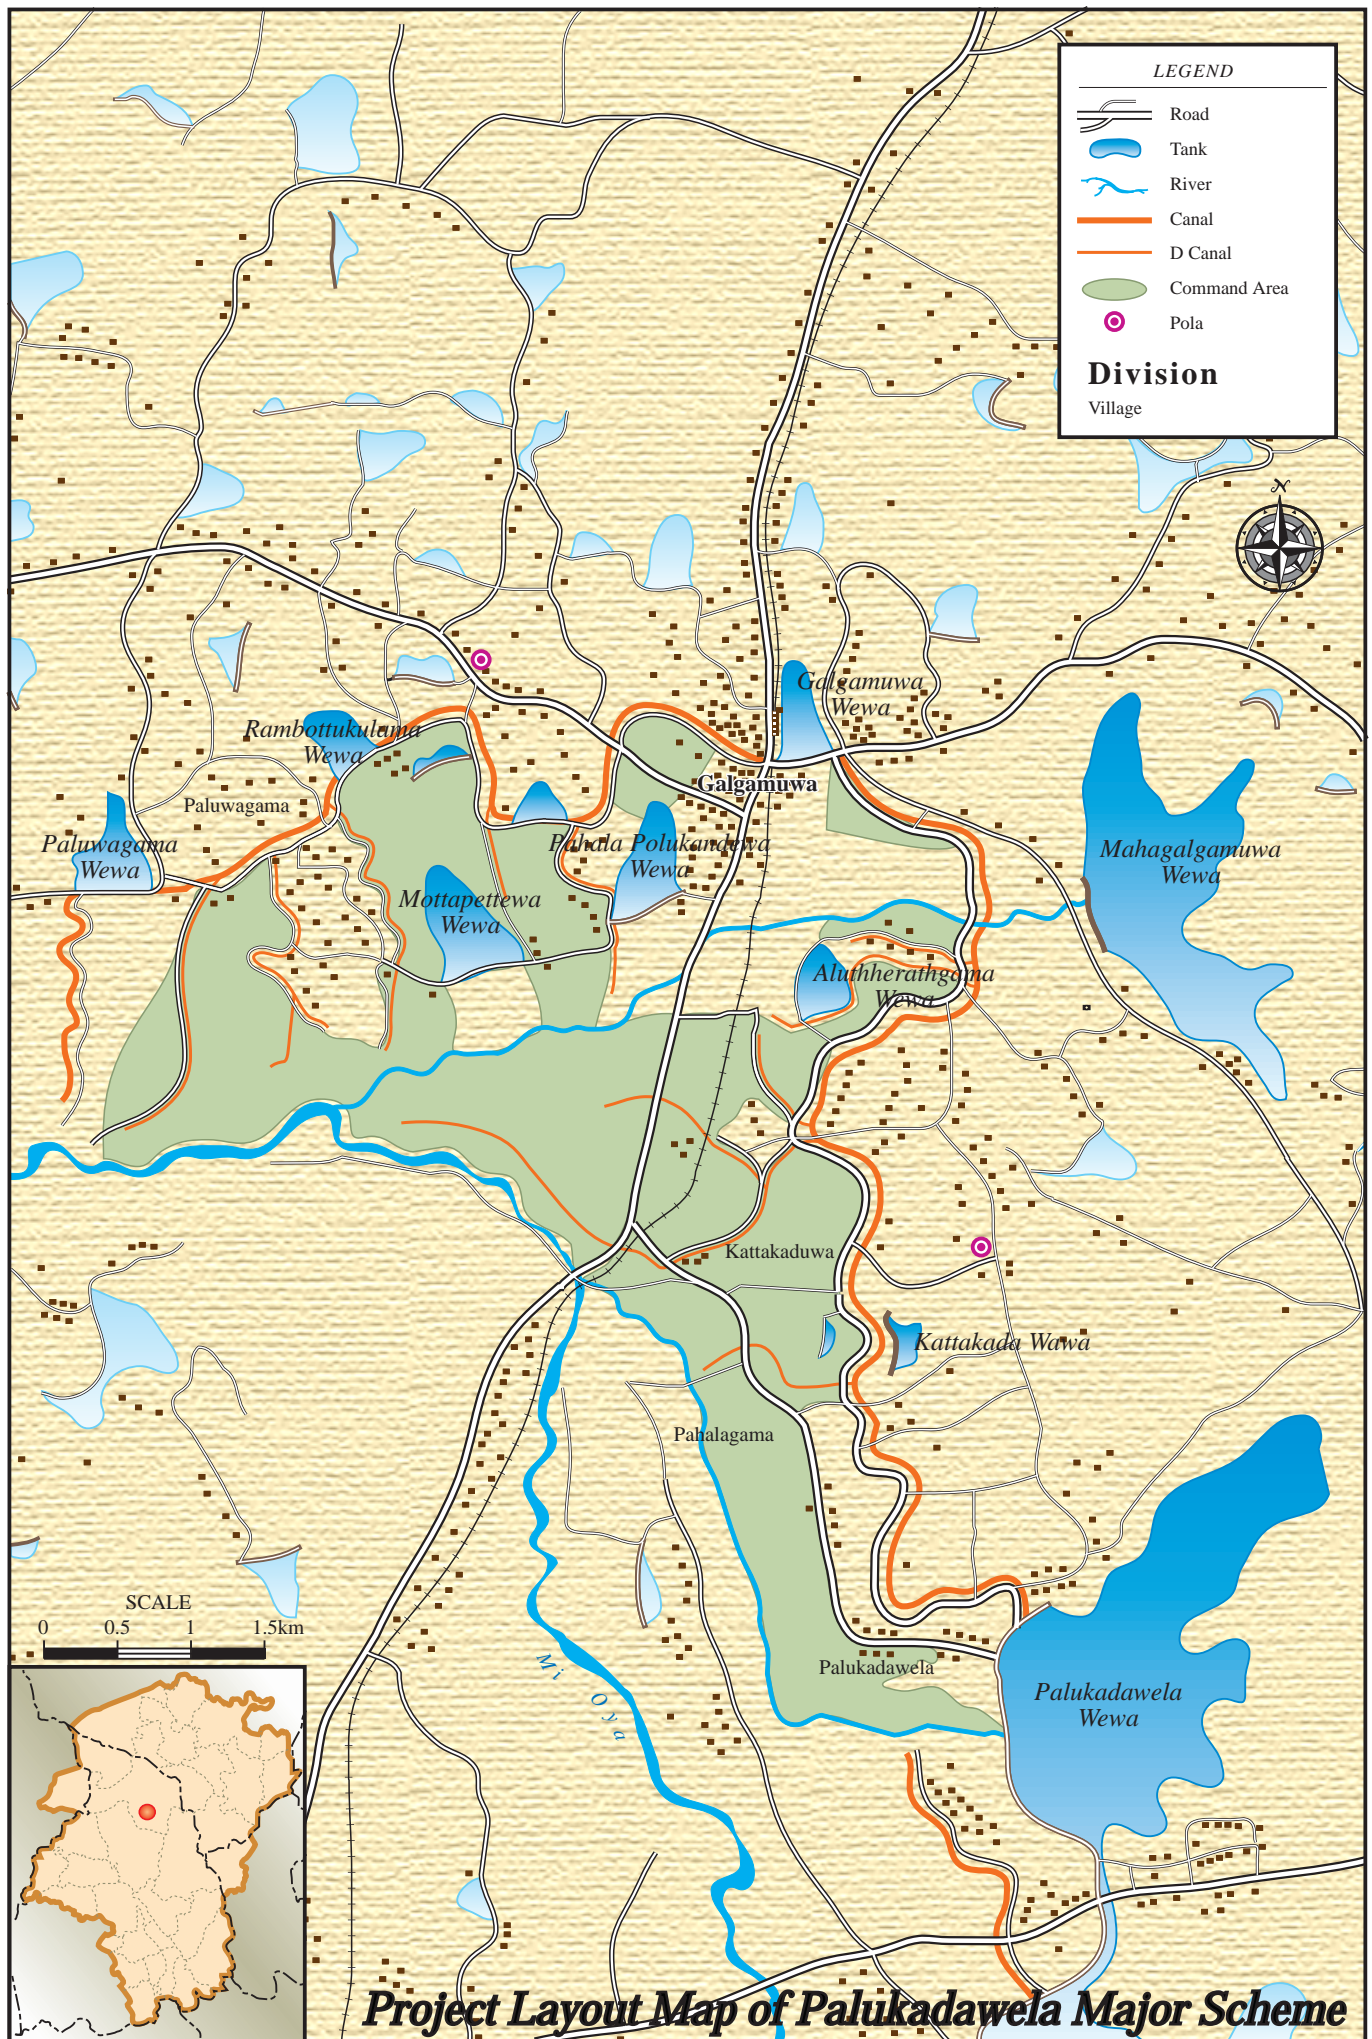 LEGEND
Road
Tank
River
Canal
D Canal
Command Area
Pola
Division
Village
N
Galgamuwa
Wewa
Rambottukulama
Wewa
Galgamuwa
Paluwagama
Paluwagama
Wewa
Pahala Polukandewa
Wewa
Mahagalgamuwa
Wewa
Mottapettewa
Wewa
Aluthherathgama
Wewa
Kattakaduwa
Kattakada Wawa
Pahalagama
SCALE
0 0.5 1 1.5km
Mi Oya
Palukadawela
Palukadawela
Wewa
Project Layout Map of Palukadawela Major Scheme